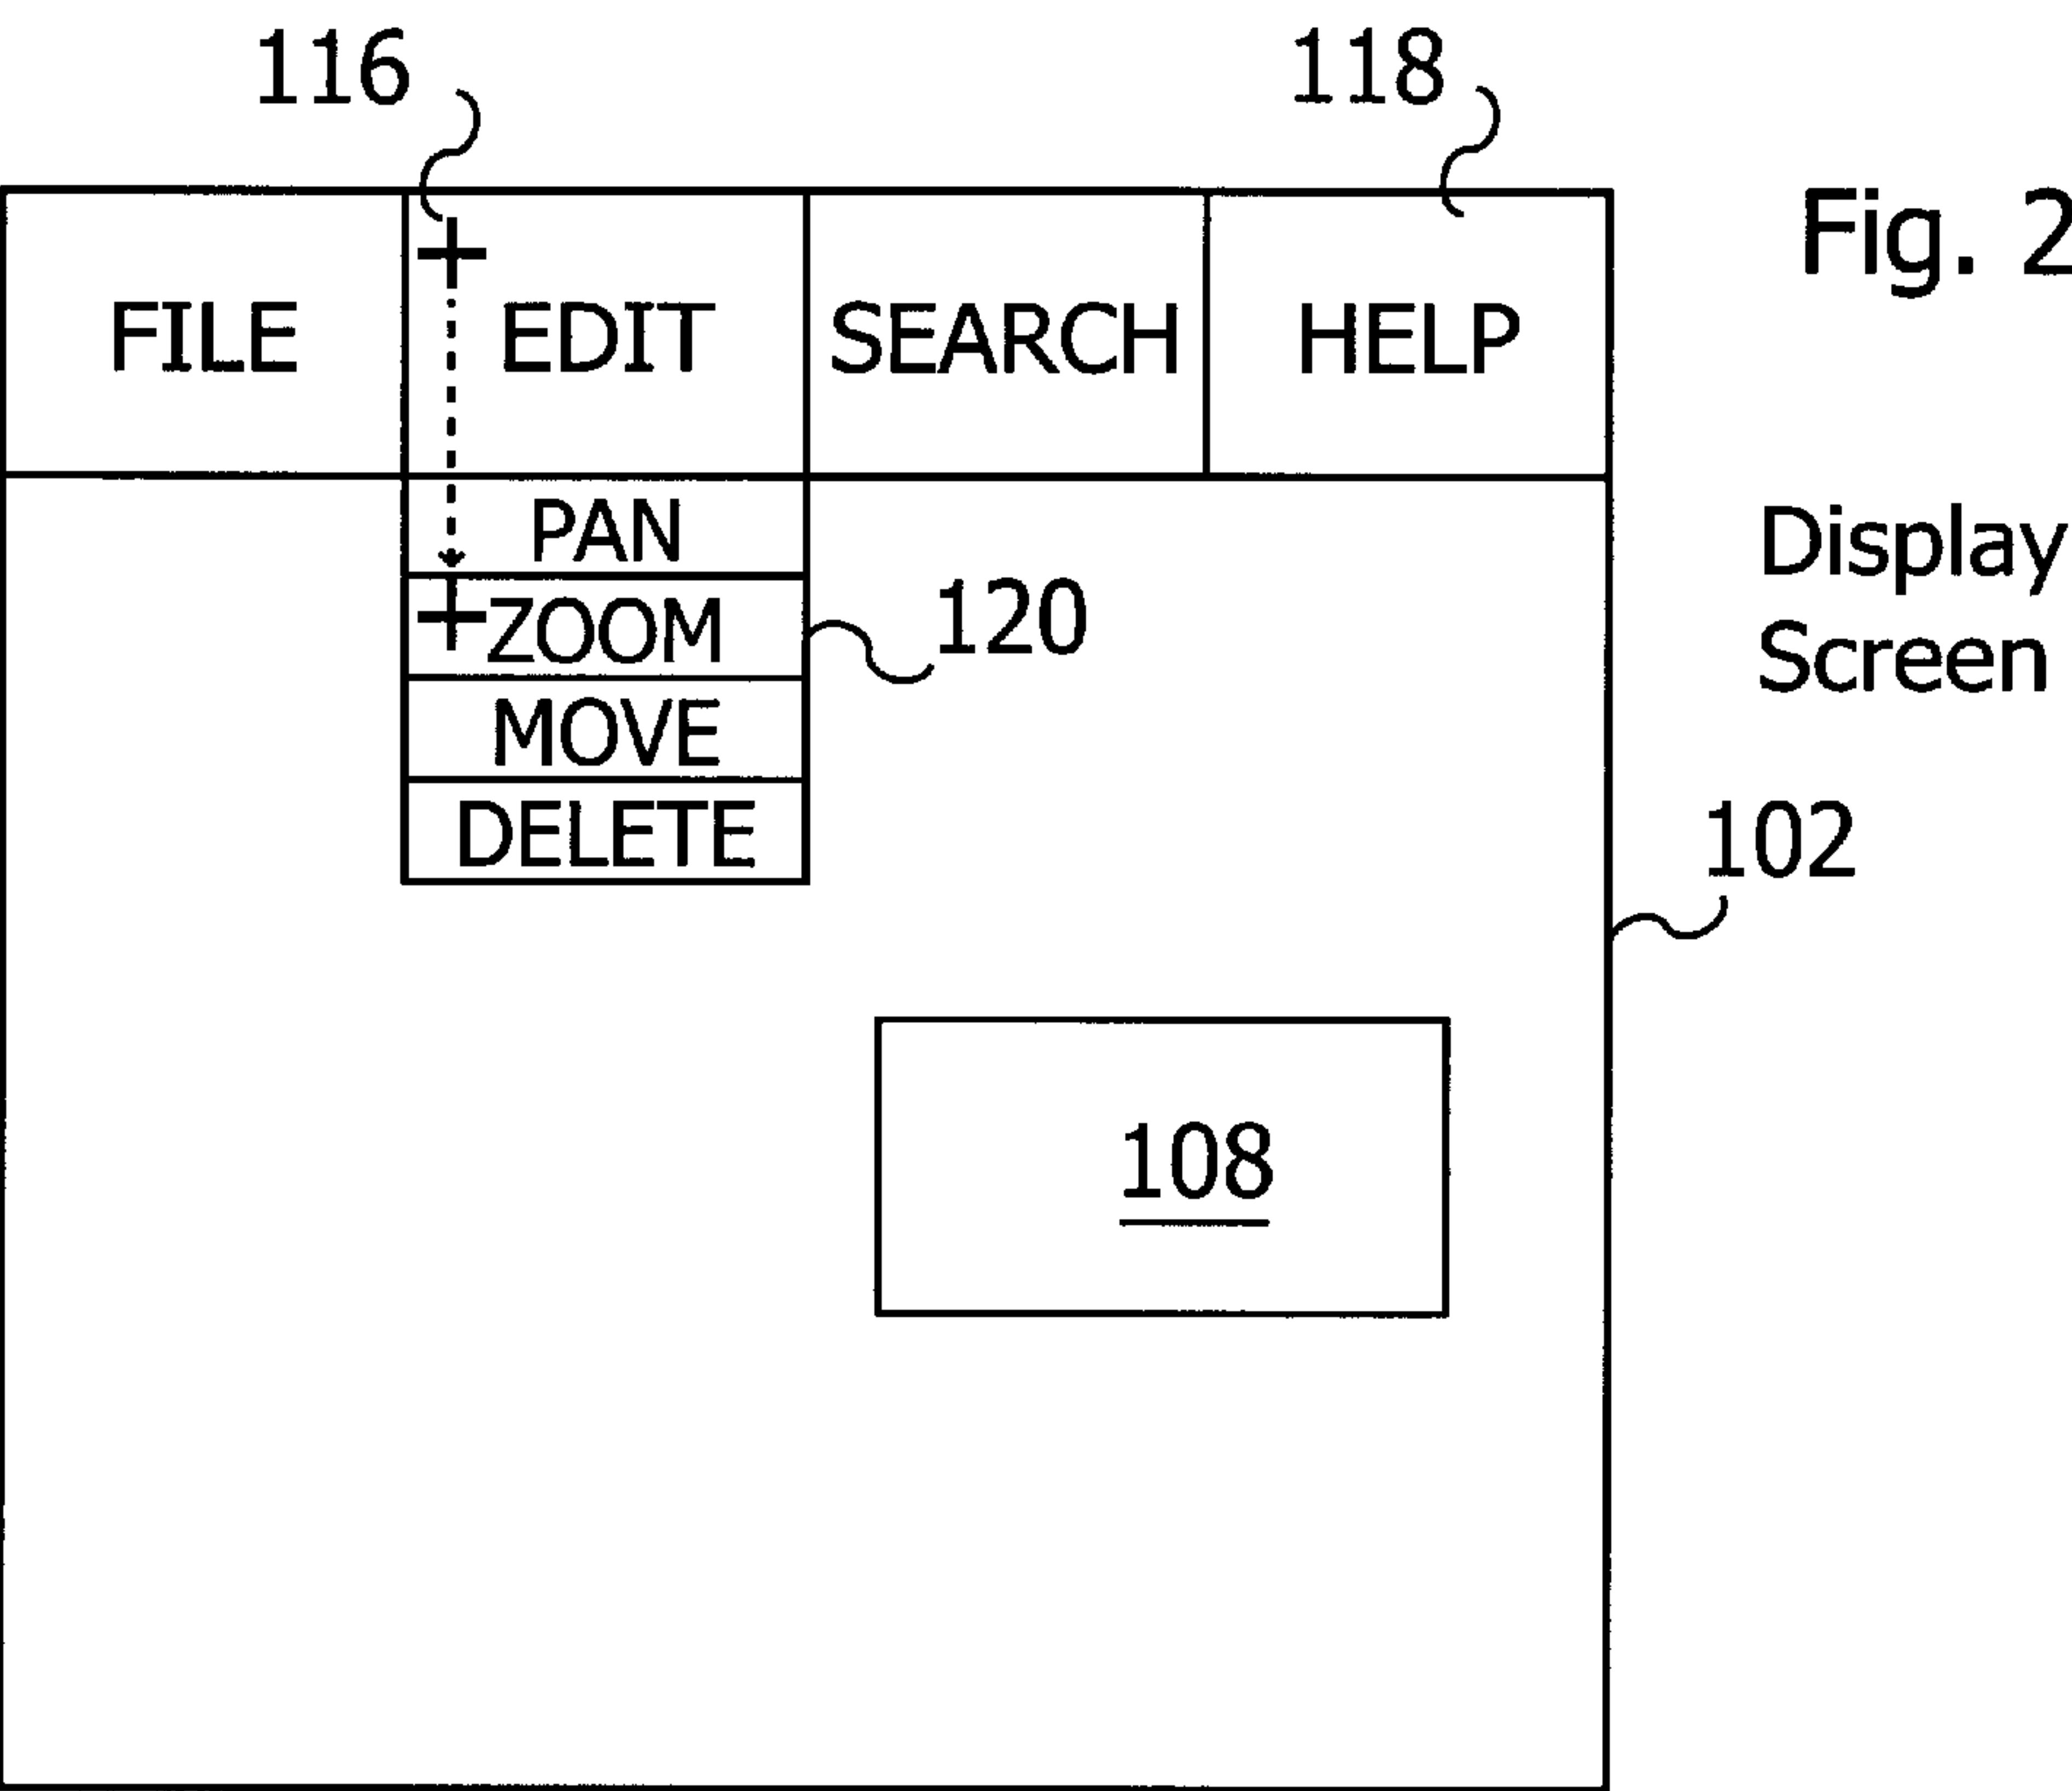 116
118
Fig. 2
FILE
EDIT
SEARCH
HELP
PAN
ZOOM
MOVE
DELETE
120
Display
Screen
102
108